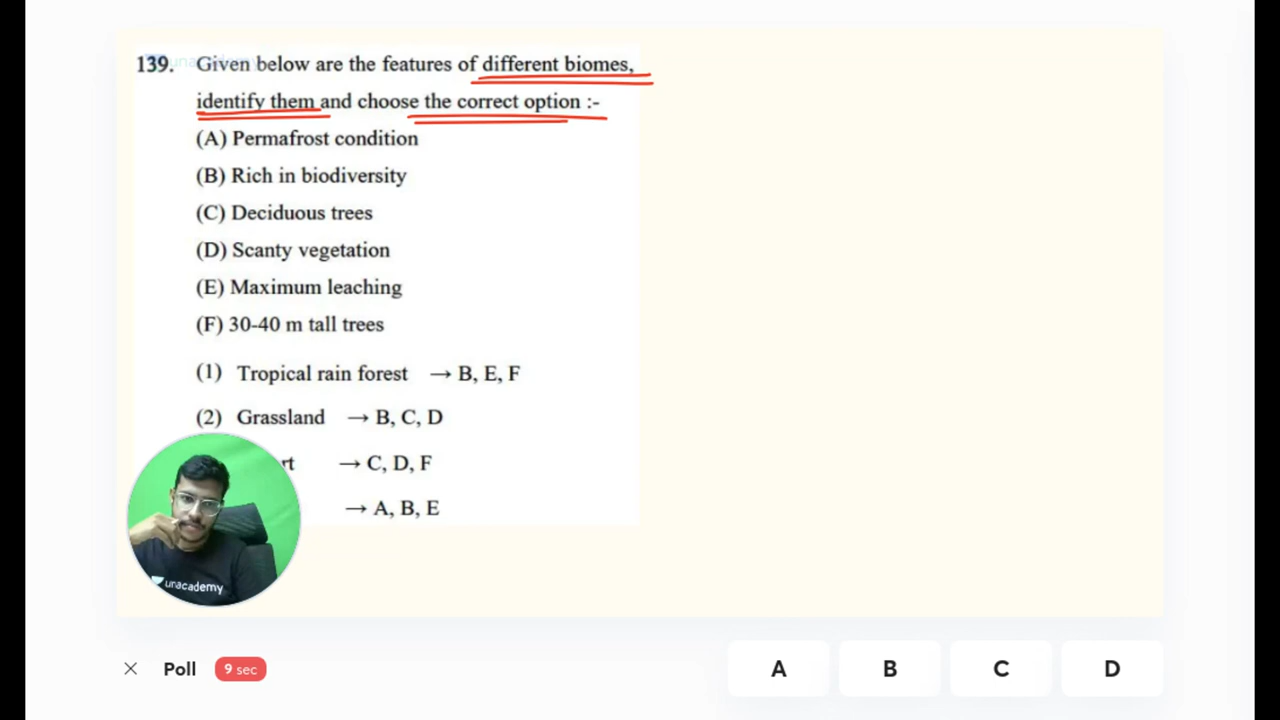 139. Given below are the features of different biomes,
identify them and choose the correct option :-
(A) Permafrost condition
(B) Rich in biodiversity
(C) Deciduous trees
(D) Scanty vegetation
(E) Maximum leaching
(F) 30-40 m tall trees
(1) Tropical rain forest → B, E, F
(2) Grassland → B, C, D
rt → C, D, F
→ A, B, E
unacademy
× Poll 9 sec A B C D